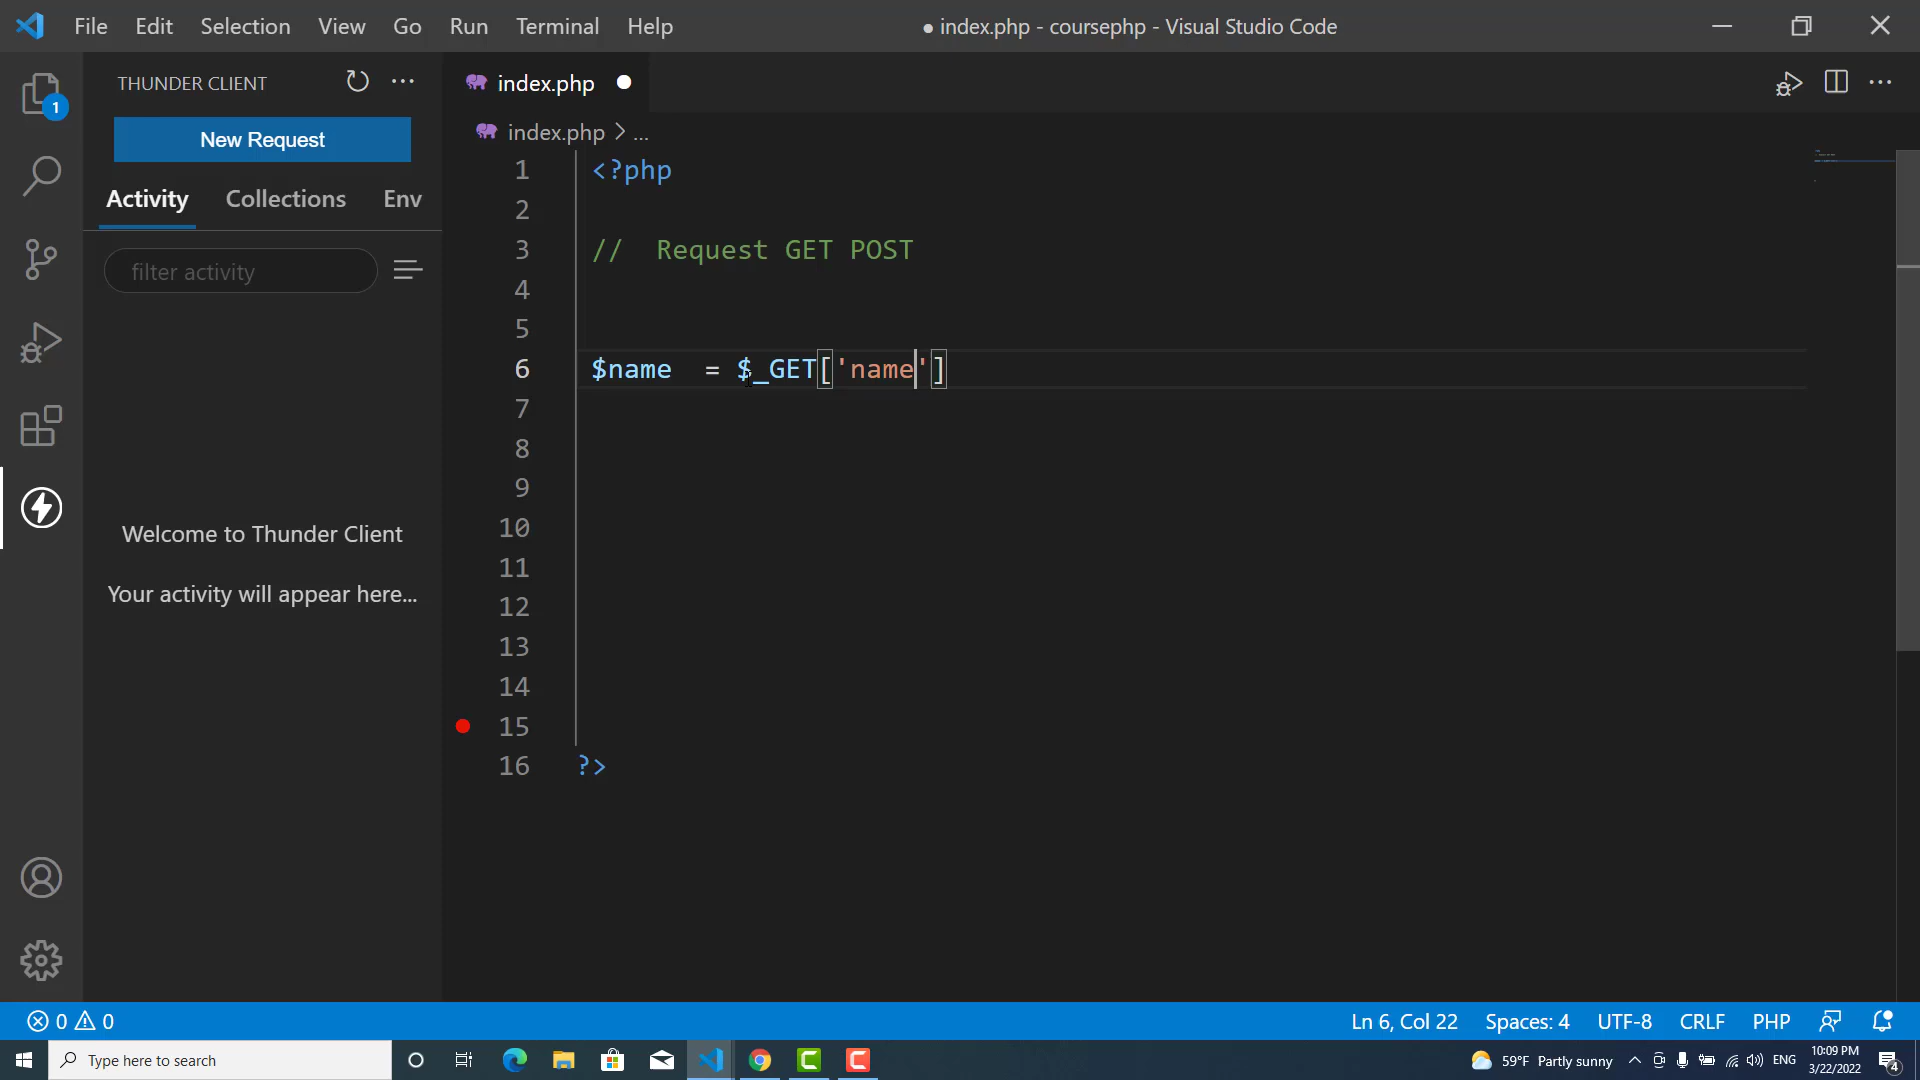 File Edit Selection View Go Run Terminal Help
● index.php - coursephp - Visual Studio Code
THUNDER CLIENT
New Request
Activity Collections Env
filter activity
Welcome to Thunder Client
Your activity will appear here...
1
index.php
index.php > ...
1 <?php
2
3 //  Request GET POST
4
5
6 $name  = $_GET['name']
7
8
9
10
11
12
13
14
15
16 ?>
0 0
Ln 6, Col 22 Spaces: 4 UTF-8 CRLF PHP
Type here to search
59°F Partly sunny
ENG
10:09 PM
3/22/2022
4